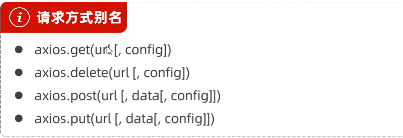 请求方式别名
axios.get(url[, config])
axios.delete(url [, config])
axios.post(url [, data[, config]])
axios.put(url [, data[, config]])